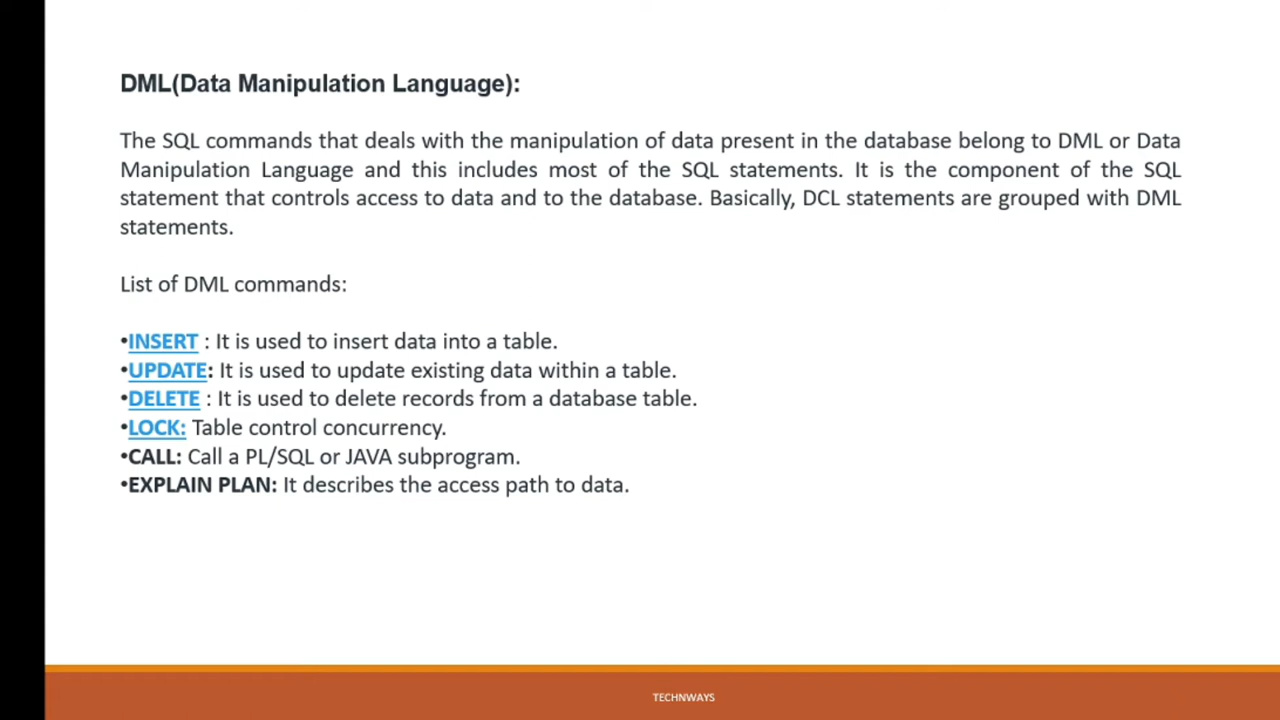 DML(Data Manipulation Language):
The SQL commands that deals with the manipulation of data present in the database belong to DML or Data
Manipulation Language and this includes most of the SQL statements. It is the component of the SQL
statement that controls access to data and to the database. Basically, DCL statements are grouped with DML
statements.
List of DML commands:
•INSERT : It is used to insert data into a table.
•UPDATE: It is used to update existing data within a table.
•DELETE : It is used to delete records from a database table.
•LOCK: Table control concurrency.
•CALL: Call a PL/SQL or JAVA subprogram.
•EXPLAIN PLAN: It describes the access path to data.
TECHNWAYS